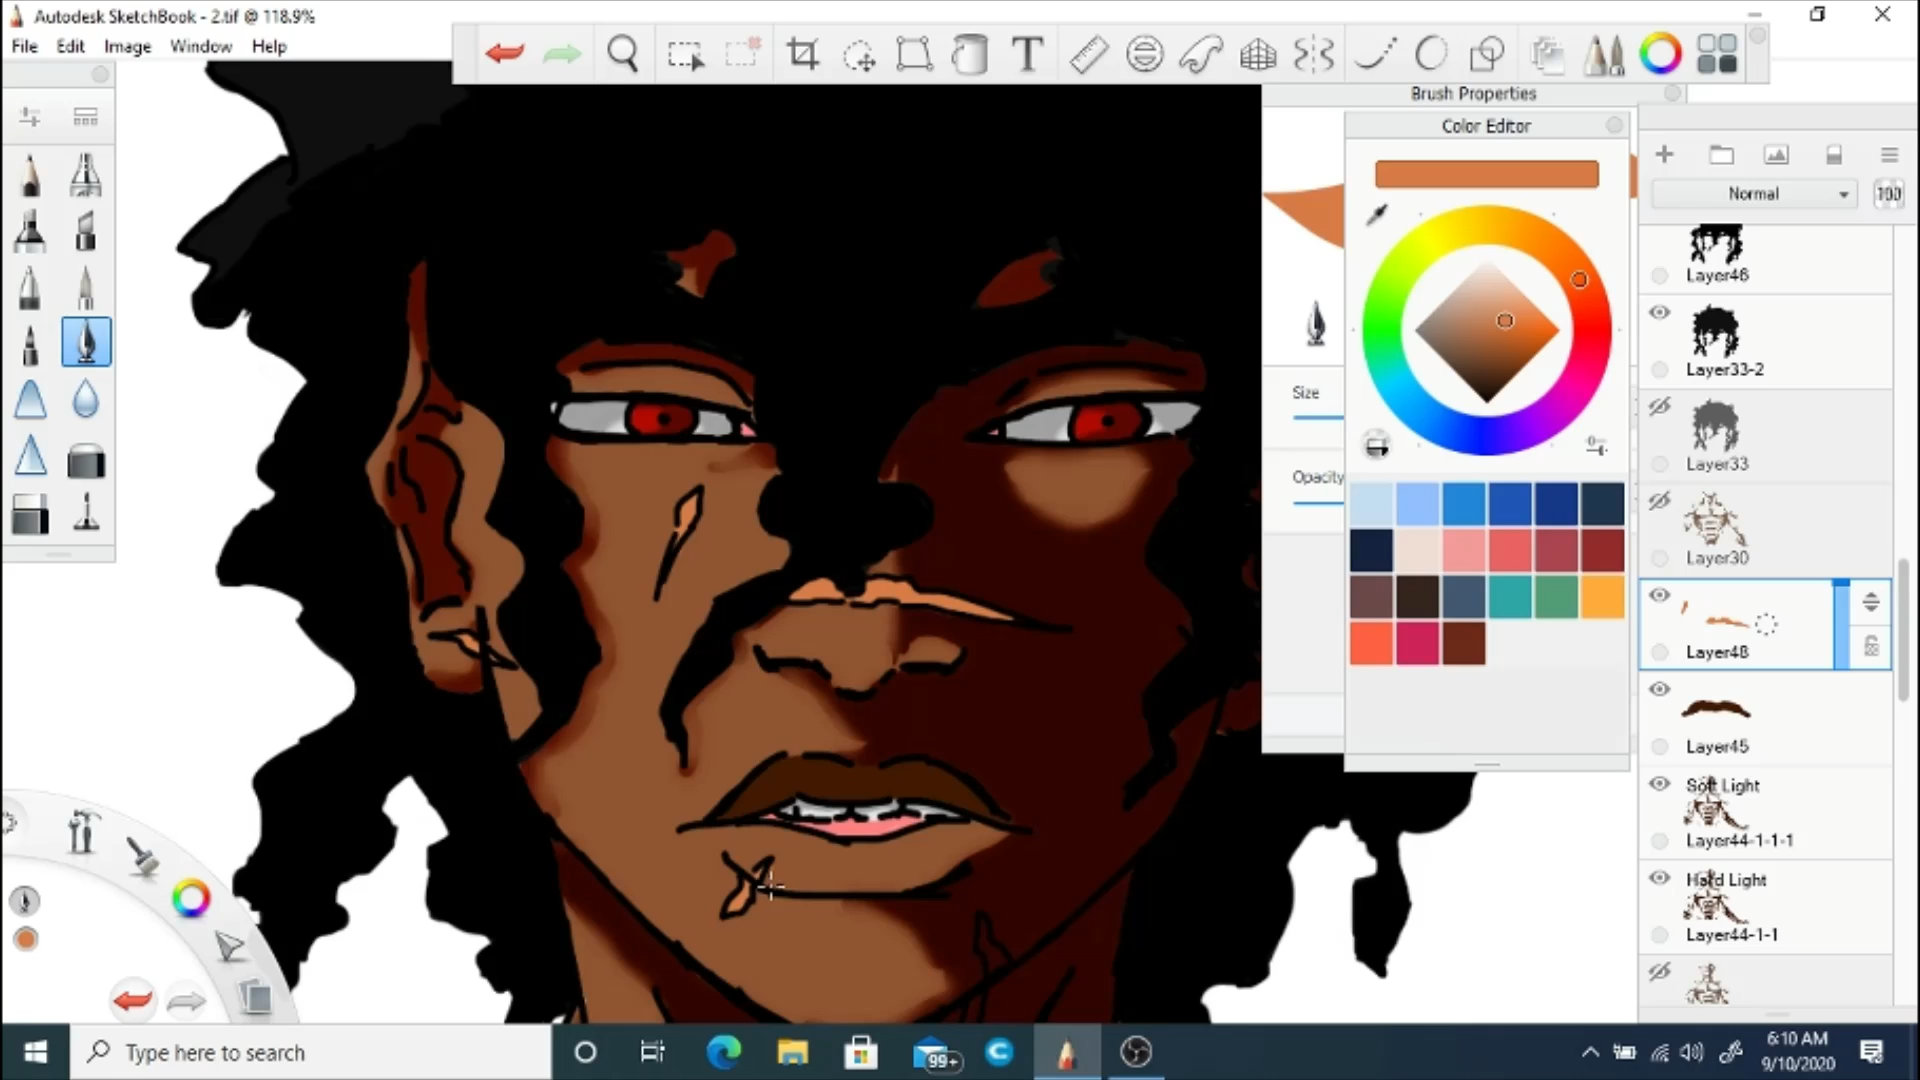 Autodesk SketchBook - 2.tif @ 118.9%
File Edit Image Window Help
T
Brush Properties
Color Editor
Normal 100
Layer46
Layer33-2
Size
Layer33
Opacity
Layer30
Layer48
Layer45
Soft Light
Layer44-1-1-1
Hard Light
Layer44-1-1
Type here to search
99+
6:10 AM
9/10/2020